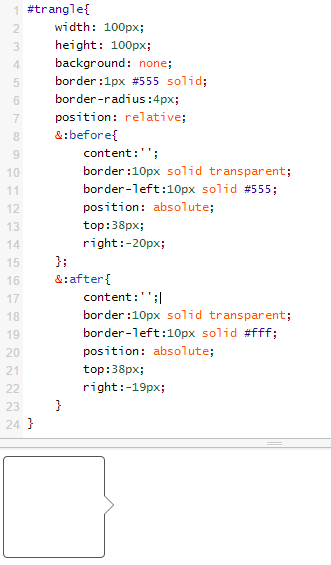 1 #trangle{
2 width: 100px;
3 height: 100px;
4 background: none;
5 border:1px #555 solid;
6 border-radius:4px;
7 position: relative;
8 &:before{
9 content:'';
10 border:10px solid transparent;
11 border-left:10px solid #555;
12 position: absolute;
13 top:38px;
14 right:-20px;
15 };
16 &:after{
17 content:'';
18 border:10px solid transparent;
19 border-left:10px solid #fff;
20 position: absolute;
21 top:38px;
22 right:-19px;
23 }
24 }